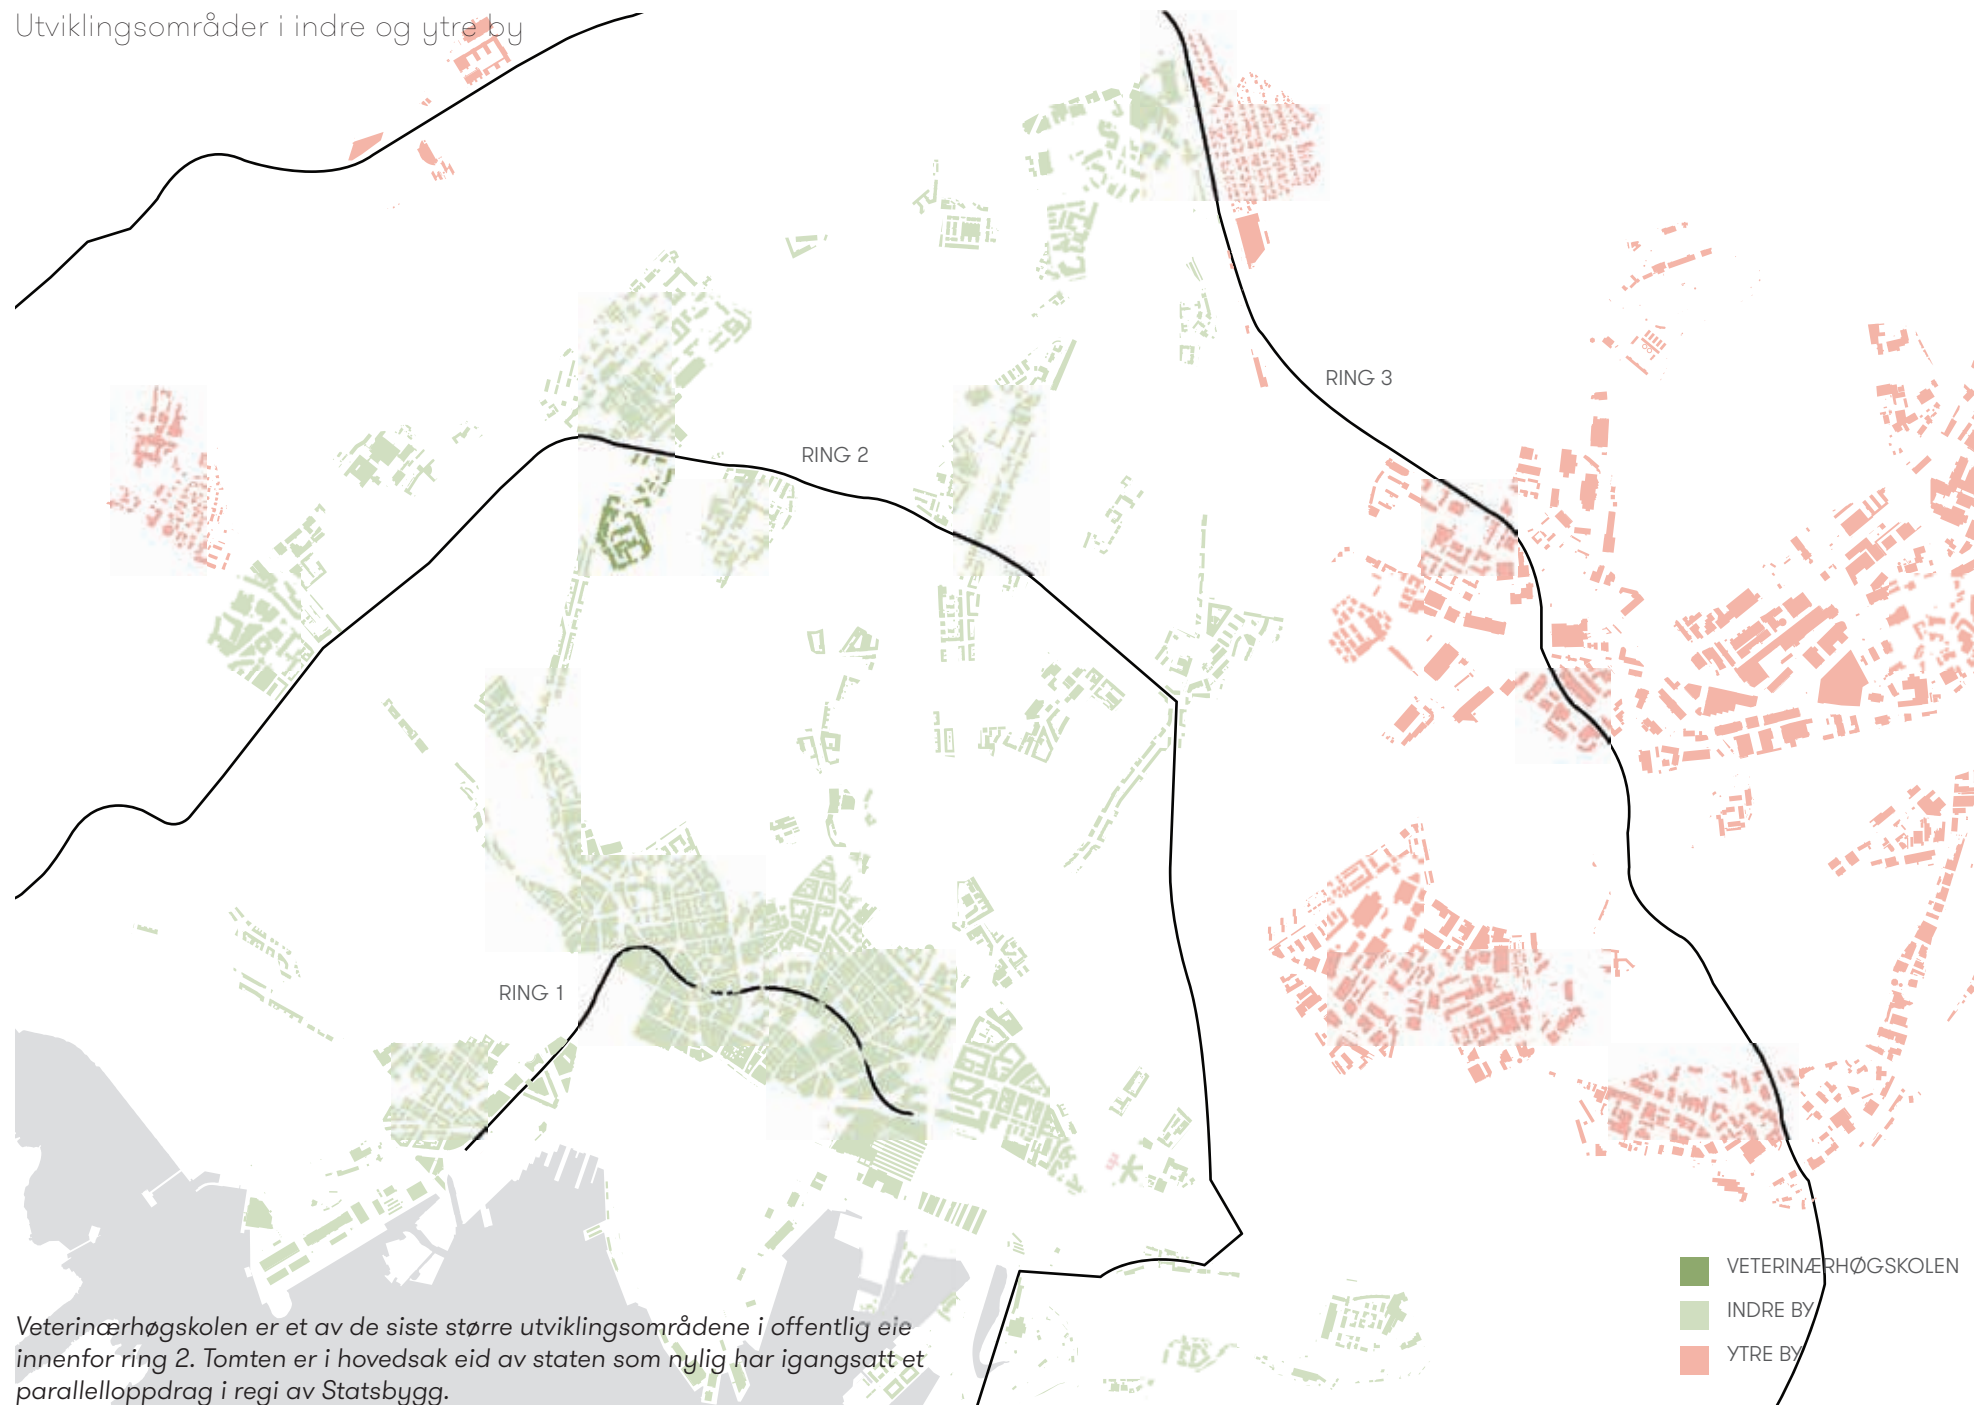 Utviklingsområder i indre og ytre by
RING 3
RING 2
RING 1
VETERINÆRHØGSKOLEN
INDRE BY
YTRE BY
Veterinærhøgskolen er et av de siste større utviklingsområdene i offentlig eie
innenfor ring 2. Tomten er i hovedsak eid av staten som nylig har igangsatt et
parallelloppdrag i regi av Statsbygg.